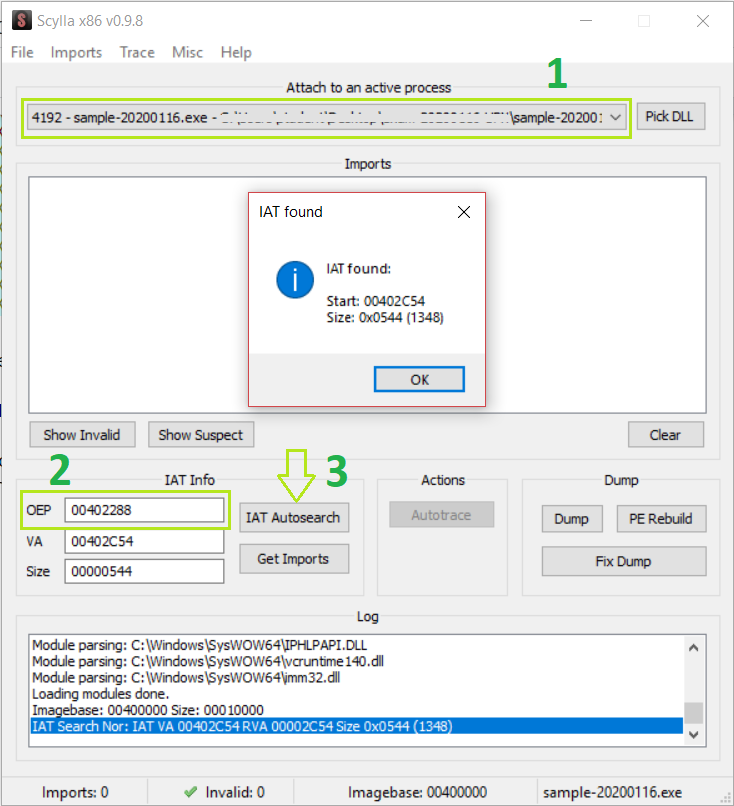 Scylla x86 v0.9.8
File Imports Trace Misc Help
1
Attach to an active process
4192 - sample-20200116.exe - \sample-20200
Pick DLL
Imports
IAT found
IAT found:
Start: 00402C54
Size: 0x0544 (1348)
OK
Show Invalid
Show Suspect
Clear
2
3
IAT Info
OEP 00402288
VA 00402C54
Size 00000544
IAT Autosearch
Get Imports
Actions
Autotrace
Dump
Dump
PE Rebuild
Fix Dump
Log
Module parsing: C:\Windows\SysWOW64\IPHLPAPI.DLL
Module parsing: C:\Windows\SysWOW64\vcruntime140.dll
Module parsing: C:\Windows\SysWOW64\imm32.dll
Loading modules done.
Imagebase: 00400000 Size: 00010000
IAT Search Nor: IAT VA 00402C54 RVA 00002C54 Size 0x0544 (1348)
Imports: 0
Invalid: 0
Imagebase: 00400000
sample-20200116.exe